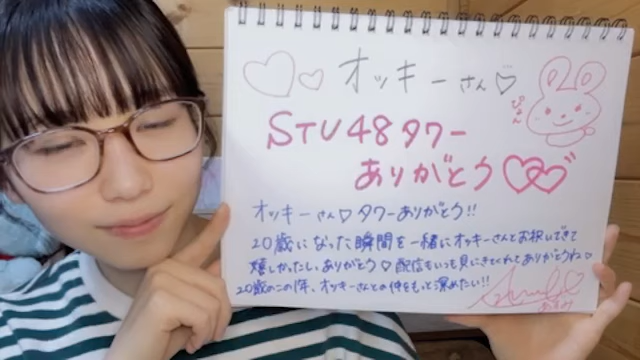 オッキーさん♡
ぴょん
STU48タワー
ありがとう♡♡
オッキーさん♡タワーありがとう!!
20歳になった瞬間を一緒にオッキーさんとお祝いできて
嬉しかったし、ありがとう♡配信もいつも見にきてくれてありがとうね♡
20歳のこの1年、オッキーさんとの仲をもっと深めたい!!